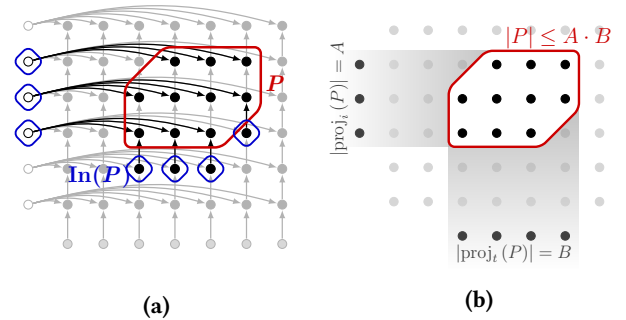 P
In(P)
(a)
|P| ≤ A · B
|proj_i (P)| = A
|proj_t (P)| = B
(b)